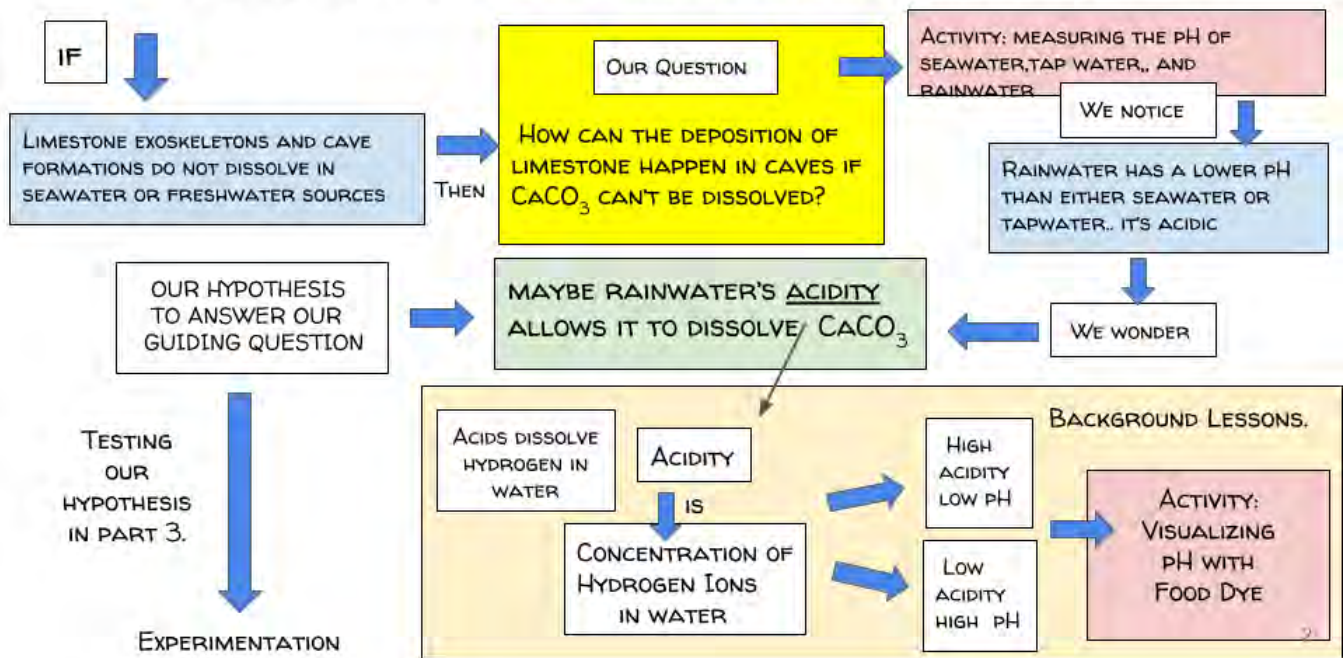 IF
LIMESTONE EXOSKELETONS AND CAVE
FORMATIONS DO NOT DISSOLVE IN
SEAWATER OR FRESHWATER SOURCES
THEN
OUR QUESTION
HOW CAN THE DEPOSITION OF
LIMESTONE HAPPEN IN CAVES IF
CACO3 CAN'T BE DISSOLVED?
ACTIVITY: MEASURING THE PH OF
SEAWATER,TAP WATER,, AND
RAINWATER
WE NOTICE
RAINWATER HAS A LOWER PH
THAN EITHER SEAWATER OR
TAPWATER.. IT'S ACIDIC
WE WONDER
MAYBE RAINWATER'S ACIDITY
ALLOWS IT TO DISSOLVE CACO3
OUR HYPOTHESIS
TO ANSWER OUR
GUIDING QUESTION
TESTING
OUR
HYPOTHESIS
IN PART 3.
EXPERIMENTATION
BACKGROUND LESSONS.
ACIDS DISSOLVE
HYDROGEN IN
WATER
ACIDITY
IS
CONCENTRATION OF
HYDROGEN IONS
IN WATER
HIGH
ACIDITY
LOW PH
LOW
ACIDITY
HIGH PH
ACTIVITY:
VISUALIZING
PH WITH
FOOD DYE